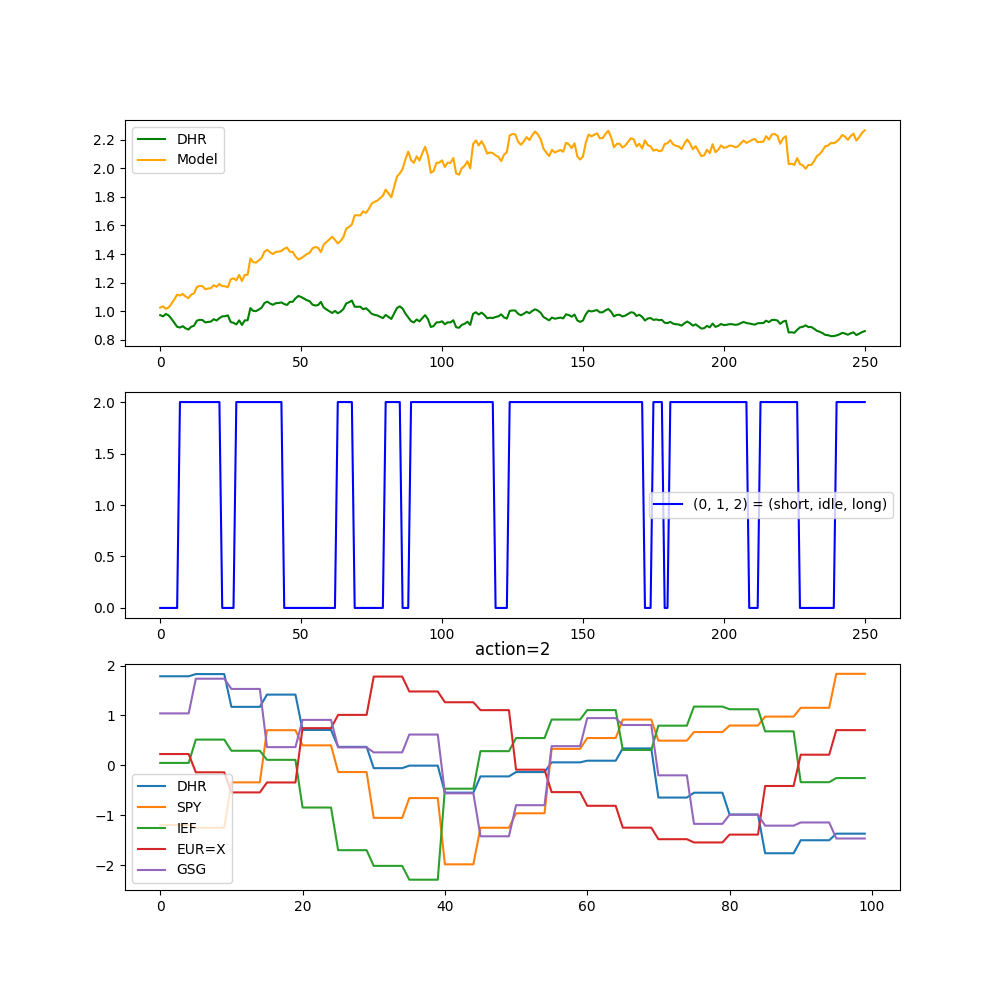 DHR
Model
2.2
2.0
1.8
1.6
1.4
1.2
1.0
0.8
0 50 100 150 200 250
2.0
1.5
1.0
0.5
0.0
(0, 1, 2) = (short, idle, long)
0 50 100 150 200 250
action=2
2
1
0
−1
−2
DHR
SPY
IEF
EUR=X
GSG
0 20 40 60 80 100